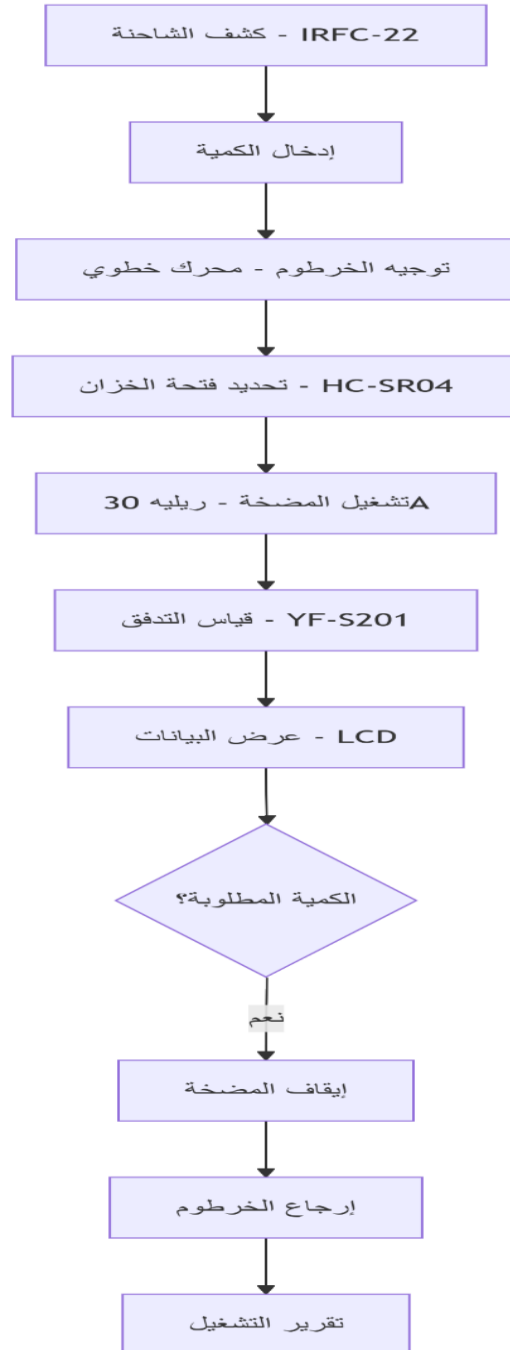 كشف الشاحنة - IRFC-22
إدخال الكمية
توجيه الخرطوم - محرك خطوي
تحديد فتحة الخزان - HC-SR04
تشغيل المضخة - ريليه 30A
قياس التدفق - YF-S201
عرض البيانات - LCD
الكمية المطلوبة؟
نعم
إيقاف المضخة
إرجاع الخرطوم
تقرير التشغيل